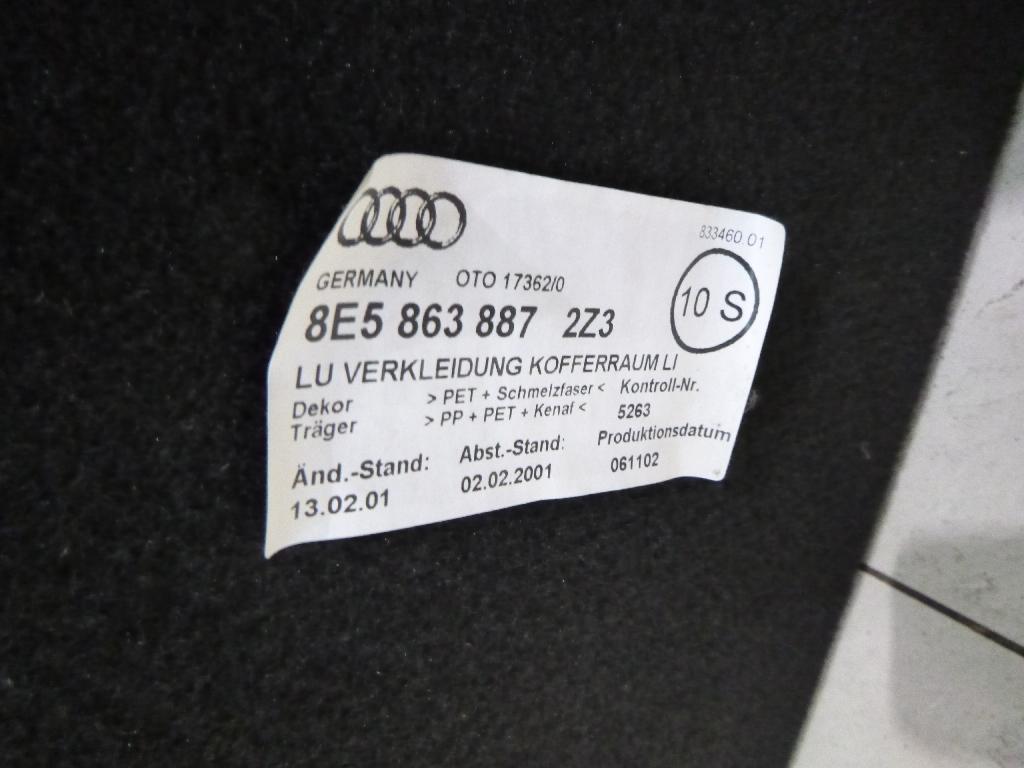 833460.01
GERMANY OTO 17362/0
10 S
8E5 863 887 2Z3
LU VERKLEIDUNG KOFFERRAUM LI
Dekor > PET + Schmelzfaser < Kontroll-Nr.
Träger > PP + PET + Kenaf < 5263
Änd.-Stand: Abst.-Stand: Produktionsdatum
13.02.01 02.02.2001 061102